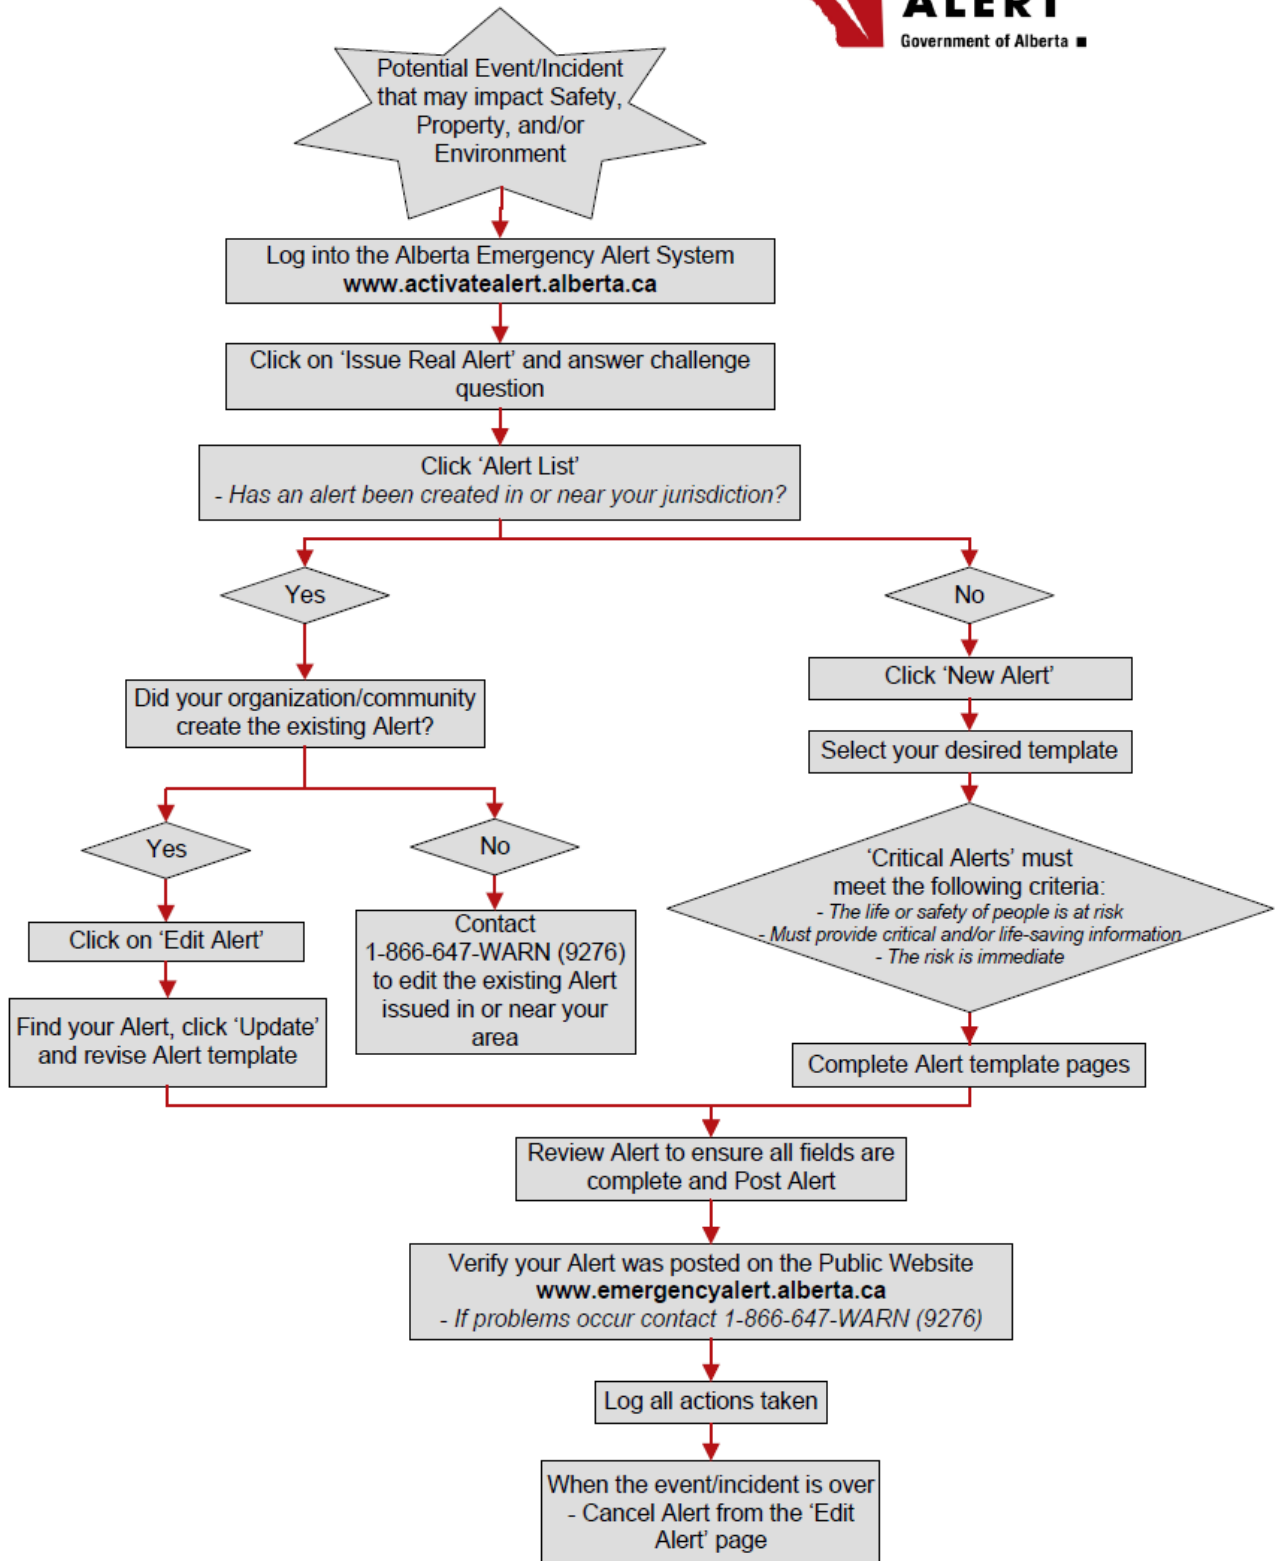 ALERT
Government of Alberta
Potential Event/Incident
that may impact Safety,
Property, and/or
Environment
Log into the Alberta Emergency Alert System
www.activatealert.alberta.ca
Click on ‘Issue Real Alert’ and answer challenge
question
Click ‘Alert List’
- Has an alert been created in or near your jurisdiction?
Yes
No
Did your organization/community
create the existing Alert?
Click ‘New Alert’
Select your desired template
Yes
No
‘Critical Alerts’ must
meet the following criteria:
- The life or safety of people is at risk
- Must provide critical and/or life-saving information
- The risk is immediate
Click on ‘Edit Alert’
Contact
1-866-647-WARN (9276)
to edit the existing Alert
issued in or near your
area
Find your Alert, click ‘Update’
and revise Alert template
Complete Alert template pages
Review Alert to ensure all fields are
complete and Post Alert
Verify your Alert was posted on the Public Website
www.emergencyalert.alberta.ca
- If problems occur contact 1-866-647-WARN (9276)
Log all actions taken
When the event/incident is over
- Cancel Alert from the ‘Edit
Alert’ page